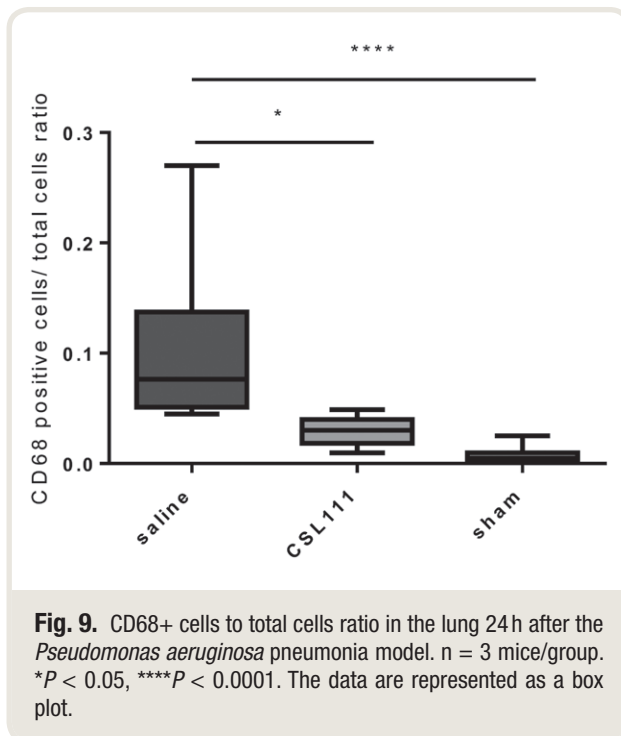 ****
*
CD68 positive cells/ total cells ratio
0.3
0.2
0.1
0.0
saline
CSL111
sham
Fig. 9. CD68+ cells to total cells ratio in the lung 24 h after the
Pseudomonas aeruginosa pneumonia model. n = 3 mice/group.
*P < 0.05, ****P < 0.0001. The data are represented as a box
plot.